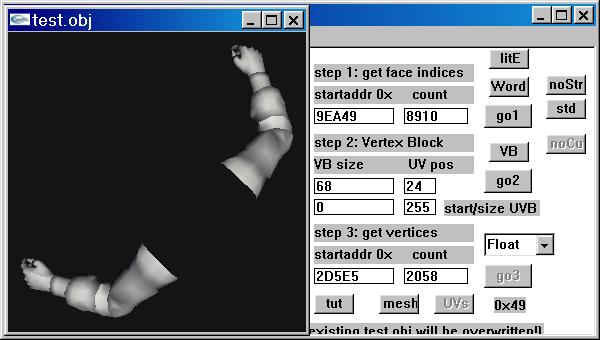 test.obj
litE
step 1: get face indices
Word noStr
startaddr 0x count
std
9EA49 8910 go1
step 2: Vertex Block
noCu
VB
VB size UV pos
68 24 go2
0 255 start/size UVB
step 3: get vertices
Float
startaddr 0x count
2D5E5 2058 go3
tut mesh UVs 0x49
existing test.obj will be overwritten!)